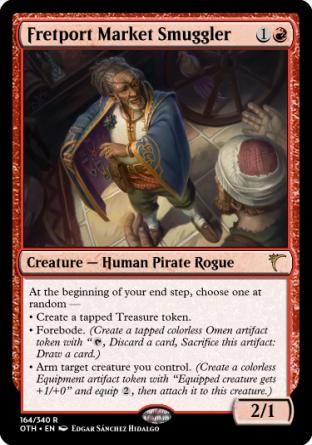 Fretport Market Smuggler 1
Creature — Human Pirate Rogue
At the beginning of your end step, choose one at
random —
• Create a tapped Treasure token.
• Forebode. (Create a tapped colorless Omen artifact
token with “, Discard a card, Sacrifice this artifact:
Draw a card.)
• Arm target creature you control. (Create a colorless
Equipment artifact token with “Equipped creature gets
+1/+0” and equip 2, then attach it to this creature.)
2/1
164/340 R
OTH • EN Edgar Sánchez Hidalgo